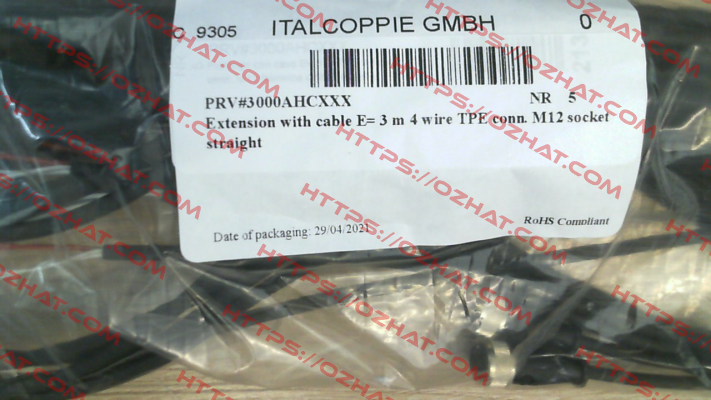 C 9305 ITALCOPPIE GMBH 0
PRV#3000AHCXXX NR 5
Extension with cable E= 3 m 4 wire TPE conn. M12 socket
straight
Date of packaging: 29/04/2021
RoHS Compliant
HTTPS://OZHAT.COM